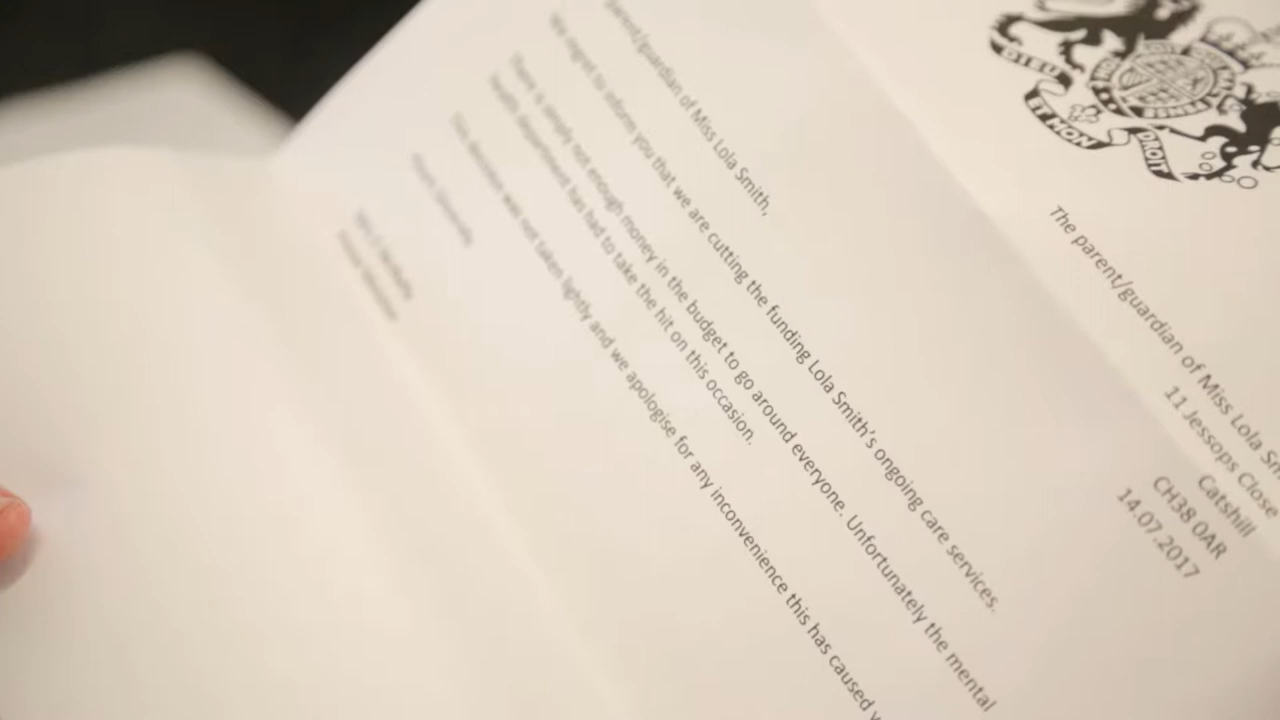 DIEU
ET MON
DROIT
The parent/guardian of Miss Lola
11 Jessops Close
Catshill
CH38 0AR
14.07.2017
parent/guardian of Miss Lola Smith,
We regret to inform you that we are cutting the funding Lola Smith's ongoing care services.
There is simply not enough money in the budget to go around everyone. Unfortunately the mental
health department has had to take the hit on this occasion.
This decision was not taken lightly and we apologise for any inconvenience this has caused